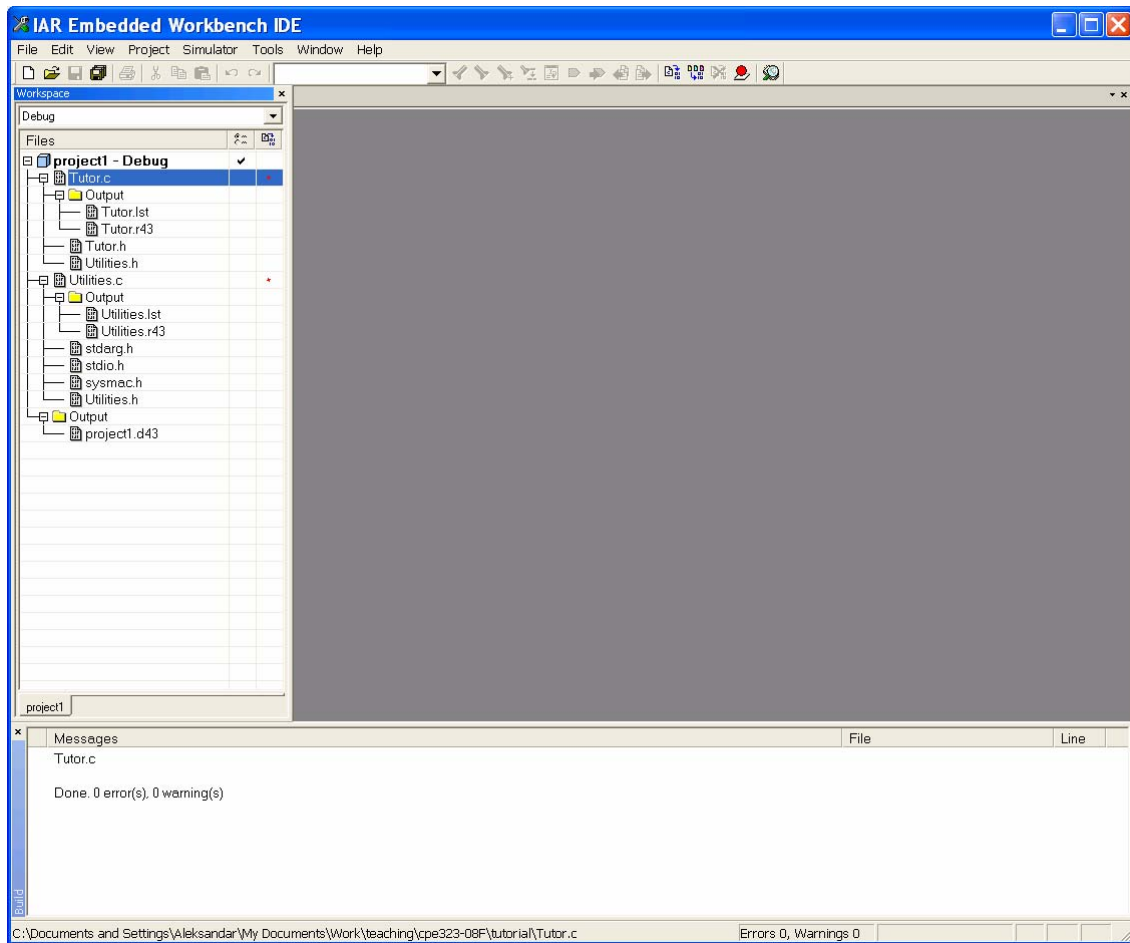 IAR Embedded Workbench IDE
File Edit View Project Simulator Tools Window Help
Workspace
Debug
Files
project1 - Debug
Tutor.c
Output
Tutor.lst
Tutor.r43
Tutor.h
Utilities.h
Utilities.c
Output
Utilities.lst
Utilities.r43
stdarg.h
stdio.h
sysmac.h
Utilities.h
Output
project1.d43
project1
Messages File Line
Tutor.c
Done. 0 error(s), 0 warning(s)
Build
C:\Documents and Settings\Aleksandar\My Documents\Work\teaching\cpe323-08F\tutorial\Tutor.c Errors 0, Warnings 0